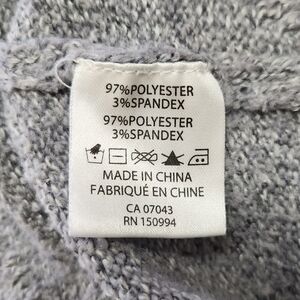 97%POLYESTER
3%SPANDEX
97%POLYESTER
3%SPANDEX
MADE IN CHINA
FABRIQUÉ EN CHINE
CA 07043
RN 150994